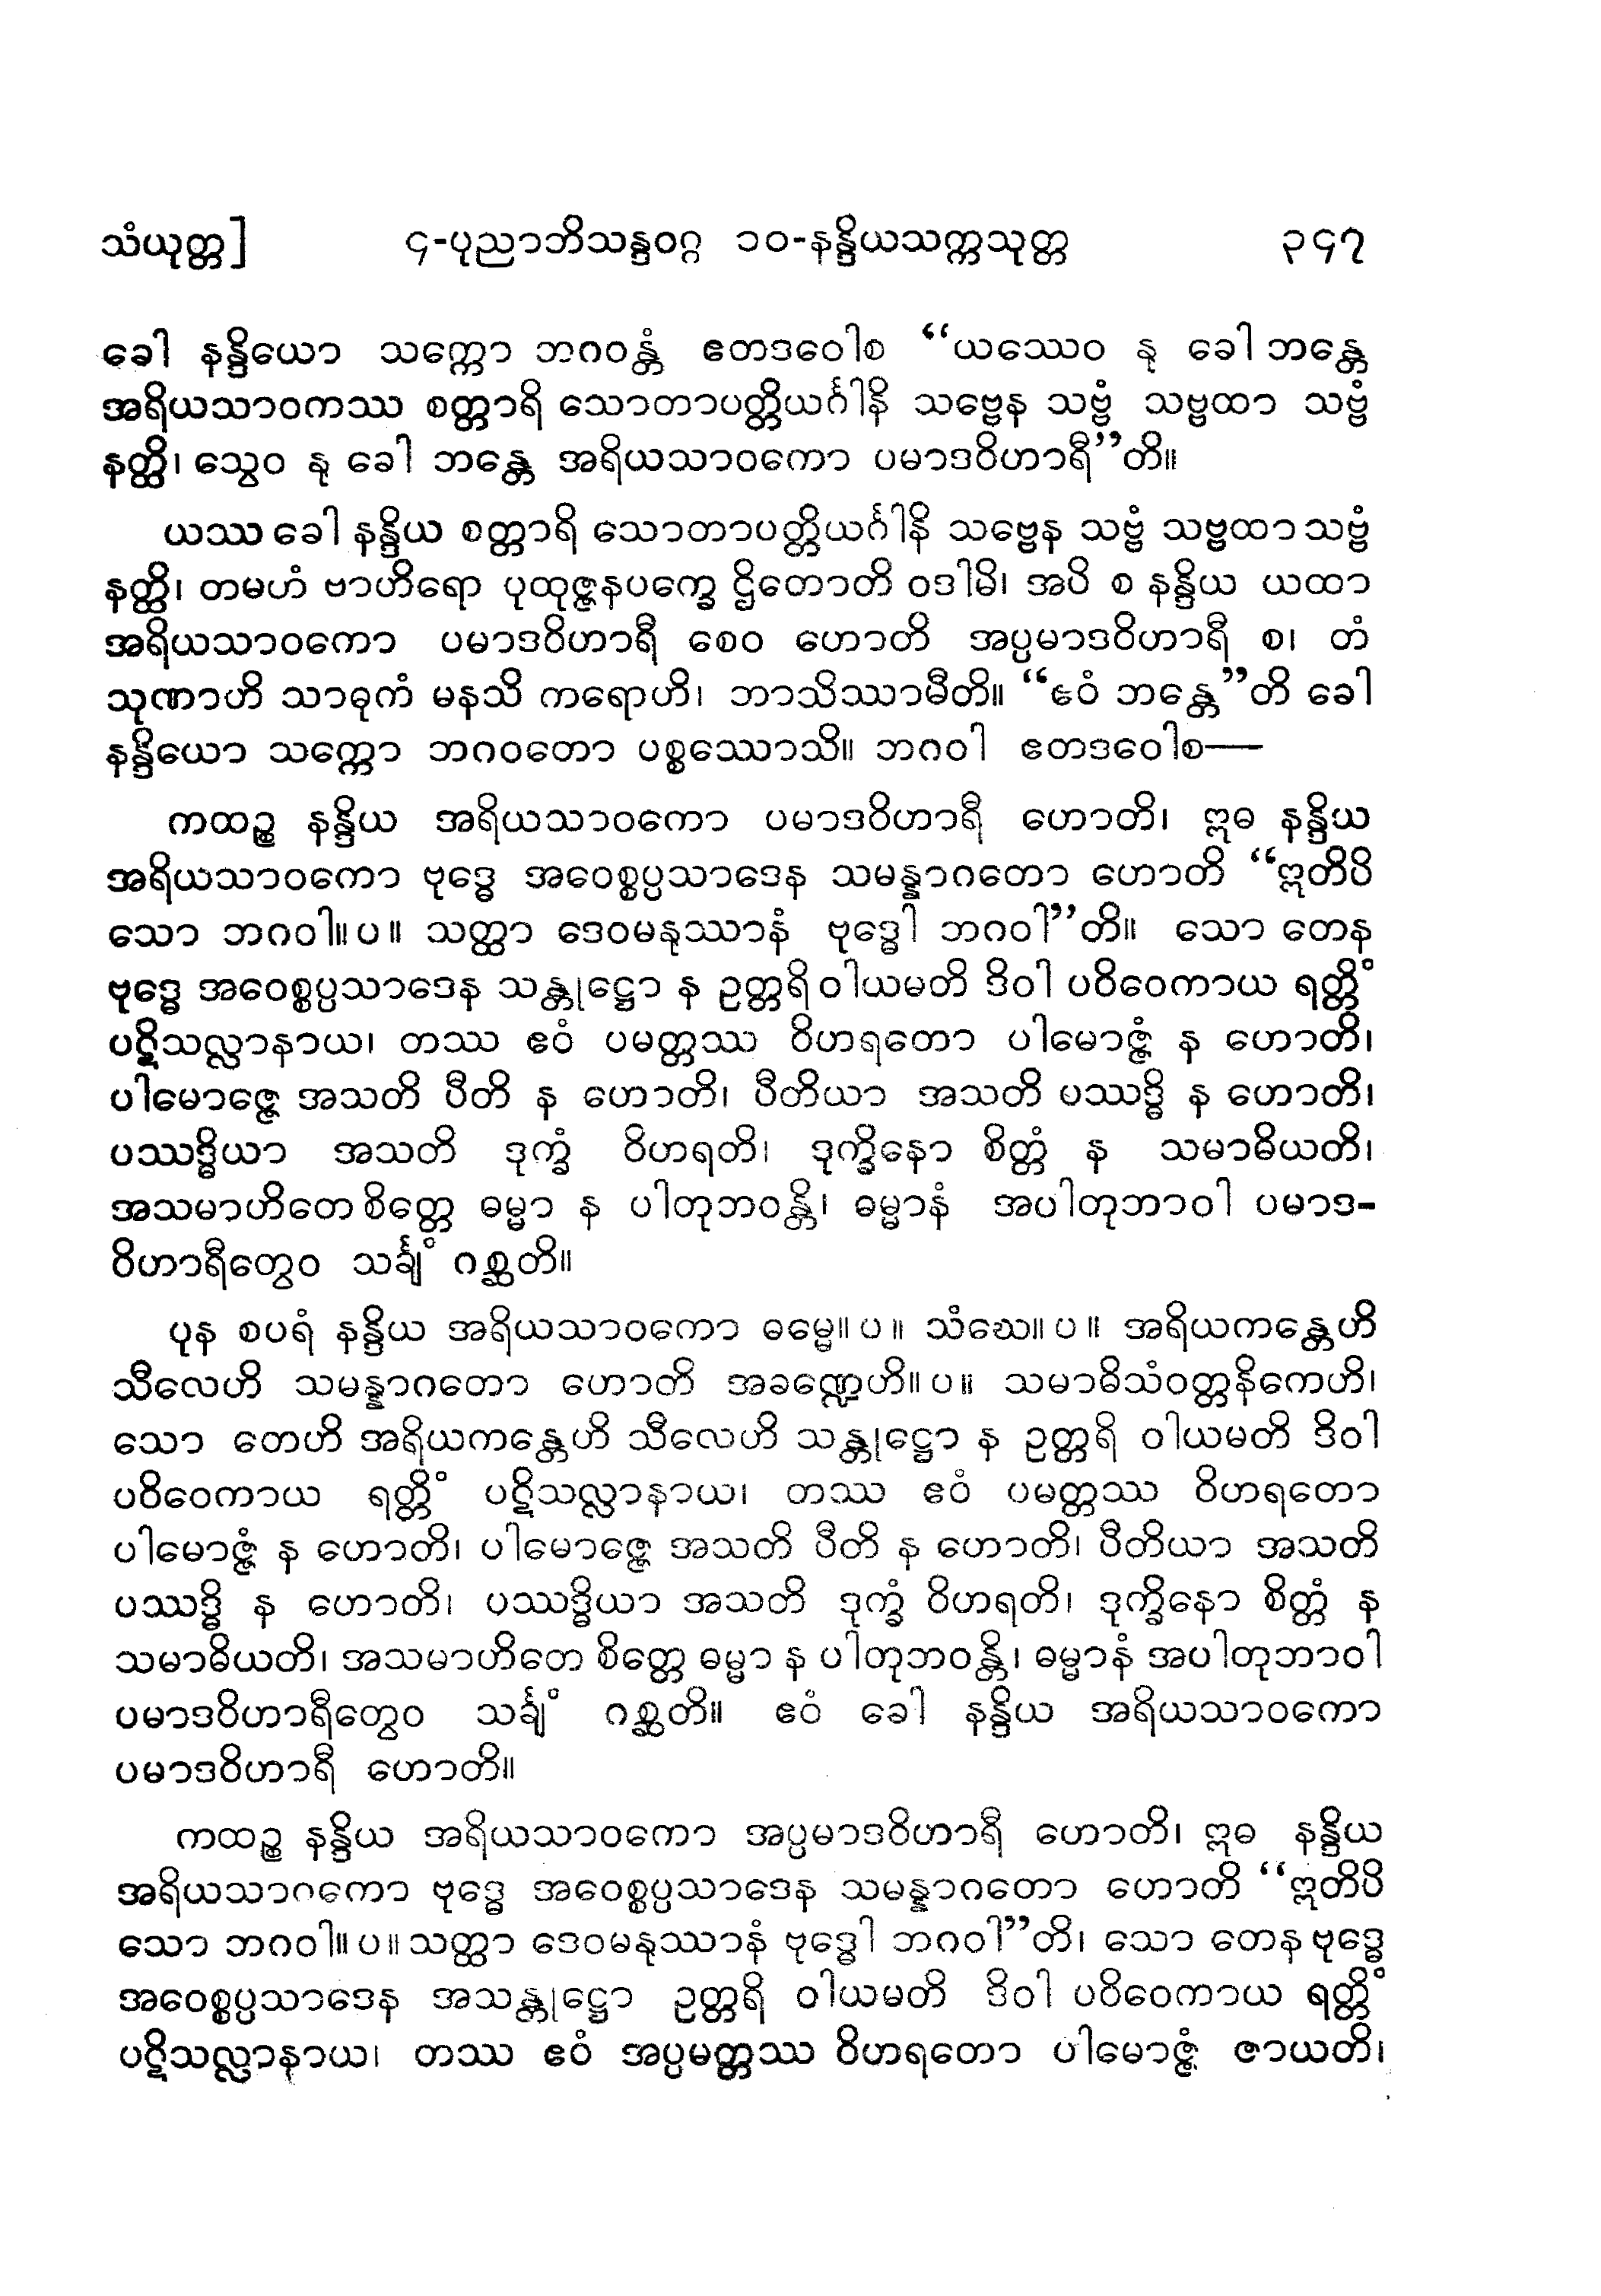 သံယုတ္တ] ၄-ပုညာဘိသန္ဒဝဂ္ဂ ၁၀-နန္ဒိယသက္ကသုတ္တ ၃၄၇
ခေါ နန္ဒိယော သက္ကော ဘဂဝန္တံ ဧတဒဝေါစ “ယဿေဝ နု ခေါ ဘန္တေ
အရိယသာဝကဿ စတ္တာရိ သောတာပတ္တိယင်္ဂါနိ သဗ္ဗေန သဗ္ဗံ သဗ္ဗထာ သဗ္ဗံ
နတ္ထိ၊ သွေဝ နု ခေါ ဘန္တေ အရိယသာဝကော ပမာဒဝိဟာရီ”တိ။
ယဿ ခေါ နန္ဒိယ စတ္တာရိ သောတာပတ္တိယင်္ဂါနိ သဗ္ဗေန သဗ္ဗံ သဗ္ဗထာ သဗ္ဗံ
နတ္ထိ၊ တမဟံ ဗာဟိရော ပုထုဇ္ဇနပက္ခေ ဌိတောတိ ဝဒါမိ၊ အပိ စ နန္ဒိယ ယထာ
အရိယသာဝကော ပမာဒဝိဟာရီ စေဝ ဟောတိ အပ္ပမာဒဝိဟာရီ စ၊ တံ
သုဏာဟိ သာဓုကံ မနသိ ကရောဟိ၊ ဘာသိဿာမီတိ။ “ဧဝံ ဘန္တေ”တိ ခေါ
နန္ဒိယော သက္ကော ဘဂဝတော ပစ္စဿောသိ။ ဘဂဝါ ဧတဒဝေါစ—
ကထဉ္စ နန္ဒိယ အရိယသာဝကော ပမာဒဝိဟာရီ ဟောတိ၊ ဣဓ နန္ဒိယ
အရိယသာဝကော ဗုဒ္ဓေ အဝေစ္စပ္ပသာဒေန သမန္နာဂတော ဟောတိ “ဣတိပိ
သော ဘဂဝါ။ ပ ။ သတ္ထာ ဒေဝမနုဿာနံ ဗုဒ္ဓေါ ဘဂဝါ”တိ။ သော တေန
ဗုဒ္ဓေ အဝေစ္စပ္ပသာဒေန သန္တုဋ္ဌော န ဥတ္တရိ ဝါယမတိ ဒိဝါ ပဝိဝေကာယ ရတ္တိံ
ပဋိသလ္လာနာယ၊ တဿ ဧဝံ ပမတ္တဿ ဝိဟရတော ပါမောဇ္ဇံ န ဟောတိ၊
ပါမောဇ္ဇေ အသတိ ပီတိ န ဟောတိ၊ ပီတိယာ အသတိ ပဿဒ္ဓိ န ဟောတိ၊
ပဿဒ္ဓိယာ အသတိ ဒုက္ခံ ဝိဟရတိ၊ ဒုက္ခိနော စိတ္တံ န သမာဓိယတိ၊
အသမာဟိတေ စိတ္တေ ဓမ္မာ န ပါတုဘဝန္တိ၊ ဓမ္မာနံ အပါတုဘာဝါ ပမာဒ-
ဝိဟာရီတွေဝ သင်္ချံ ဂစ္ဆတိ။
ပုန စပရံ နန္ဒိယ အရိယသာဝကော ဓမ္မေ။ ပ ။ သံဃေ။ ပ ။ အရိယကန္တေဟိ
သီလေဟိ သမန္နာဂတော ဟောတိ အခဏ္ဍေဟိ။ ပ။ သမာဓိသံဝတ္တနိကေဟိ၊
သော တေဟိ အရိယကန္တေဟိ သီလေဟိ သန္တုဋ္ဌော န ဥတ္တရိ ဝါယမတိ ဒိဝါ
ပဝိဝေကာယ ရတ္တိံ ပဋိသလ္လာနာယ၊ တဿ ဧဝံ ပမတ္တဿ ဝိဟရတော
ပါမောဇ္ဇံ န ဟောတိ၊ ပါမောဇ္ဇေ အသတိ ပီတိ န ဟောတိ၊ ပီတိယာ အသတိ
ပဿဒ္ဓိ န ဟောတိ၊ ပဿဒ္ဓိယာ အသတိ ဒုက္ခံ ဝိဟရတိ၊ ဒုက္ခိနော စိတ္တံ န
သမာဓိယတိ၊ အသမာဟိတေ စိတ္တေ ဓမ္မာ န ပါတုဘဝန္တိ၊ ဓမ္မာနံ အပါတုဘာဝါ
ပမာဒဝိဟာရီတွေဝ သင်္ချံ ဂစ္ဆတိ။ ဧဝံ ခေါ နန္ဒိယ အရိယသာဝကော
ပမာဒဝိဟာရီ ဟောတိ။
ကထဉ္စ နန္ဒိယ အရိယသာဝကော အပ္ပမာဒဝိဟာရီ ဟောတိ၊ ဣဓ နန္ဒိယ
အရိယသာဂကော ဗုဒ္ဓေ အဝေစ္စပ္ပသာဒေန သမန္နာဂတော ဟောတိ “ဣတိပိ
သော ဘဂဝါ။ ပ ။ သတ္ထာ ဒေဝမနုဿာနံ ဗုဒ္ဓေါ ဘဂဝါ”တိ၊ သော တေန ဗုဒ္ဓေ
အဝေစ္စပ္ပသာဒေန အသန္တုဋ္ဌော ဥတ္တရိ ဝါယမတိ ဒိဝါ ပဝိဝေကာယ ရတ္တိံ
ပဋိသလ္လာနာယ၊ တဿ ဧဝံ အပ္ပမတ္တဿ ဝိဟရတော ပါမောဇ္ဇံ ဇာယတိ၊